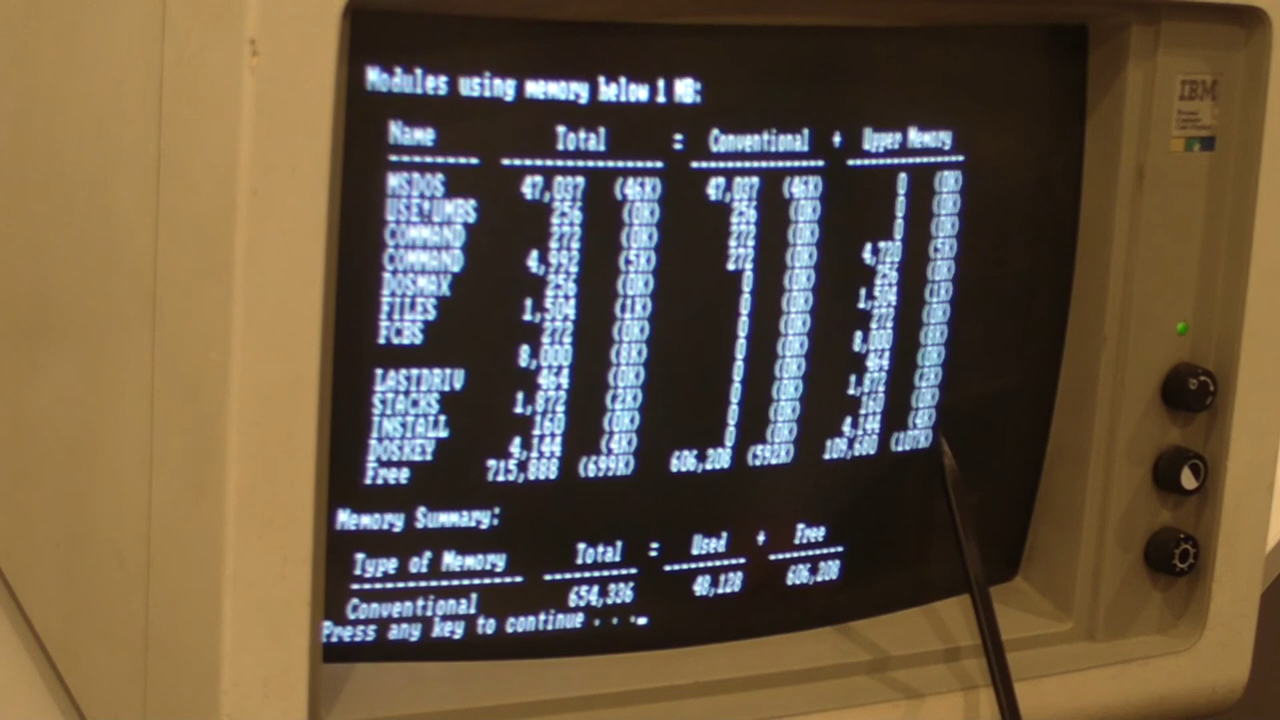 Modules using memory below 1 MB:
Name Total = Conventional + Upper Memory
MSDOS 47,037 (46K) 47,037 (46K) 0 (0K)
USE!UMBS 256 (0K) 256 (0K) 0 (0K)
COMMAND 272 (0K) 272 (0K) 0 (0K)
COMMAND 4,992 (5K) 272 (0K) 4,720 (5K)
DOSMAX 256 (0K) 0 (0K) 256 (0K)
FILES 1,504 (1K) 0 (0K) 1,504 (1K)
FCBS 272 (0K) 0 (0K) 272 (0K)
8,000 (8K) 0 (0K) 8,000 (8K)
LASTDRIV 464 (0K) 0 (0K) 464 (0K)
STACKS 1,872 (2K) 0 (0K) 1,872 (2K)
INSTALL 160 (0K) 0 (0K) 160 (0K)
DOSKEY 4,144 (4K) 0 (0K) 4,144 (4K)
Free 715,888 (699K) 606,208 (592K) 109,680 (107K)
Memory Summary:
Type of Memory Total = Used + Free
Conventional 654,336 48,128 606,208
Press any key to continue . . .
IBM